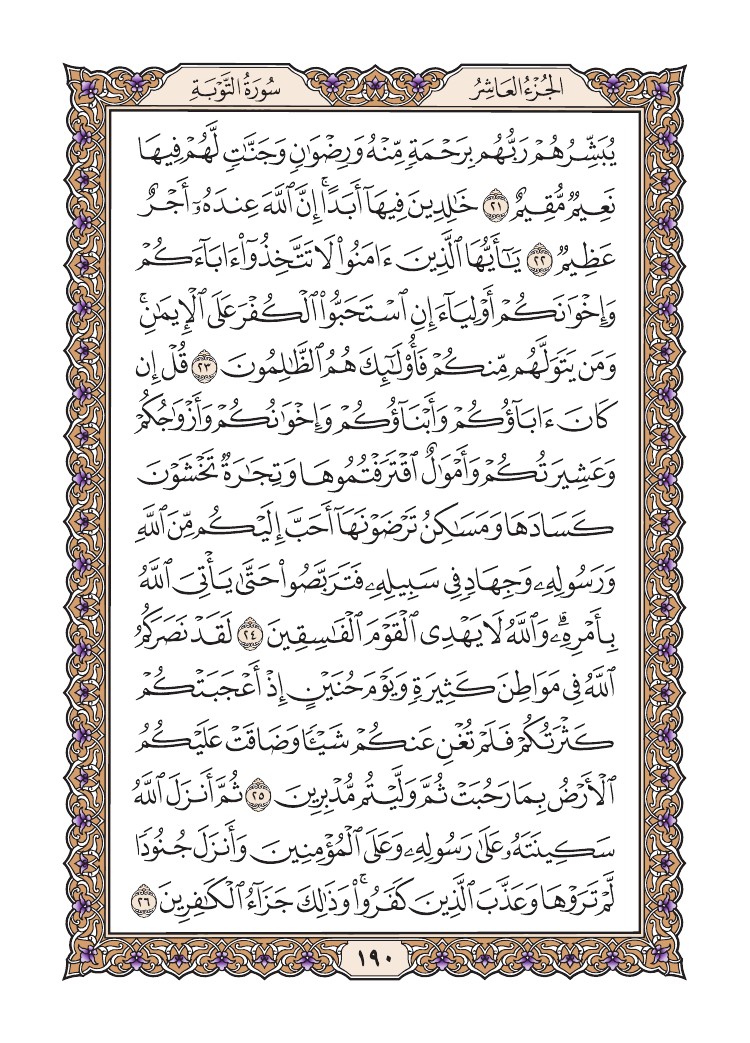 الجُزْءُ العَاشِرُ
سُورَةُ التَّوْبَةِ
يُبَشِّرُهُمْ رَبُّهُم بِرَحْمَةٍ مِّنْهُ وَرِضْوَٰنٍ وَجَنَّٰتٍ لَّهُمْ فِيهَا
نَعِيمٌ مُّقِيمٌ ٢١ خَٰلِدِينَ فِيهَآ أَبَدًا ۚ إِنَّ ٱللَّهَ عِندَهُۥٓ أَجْرٌ
عَظِيمٌ ٢٢ يَٰٓأَيُّهَا ٱلَّذِينَ ءَامَنُوا۟ لَا تَتَّخِذُوٓا۟ ءَابَآءَكُمْ
وَإِخْوَٰنَكُمْ أَوْلِيَآءَ إِنِ ٱسْتَحَبُّوا۟ ٱلْكُفْرَ عَلَى ٱلْإِيمَٰنِ ۚ
وَمَن يَتَوَلَّهُم مِّنكُمْ فَأُو۟لَٰٓئِكَ هُمُ ٱلظَّٰلِمُونَ ٢٣ قُلْ إِن
كَانَ ءَابَآؤُكُمْ وَأَبْنَآؤُكُمْ وَإِخْوَٰنُكُمْ وَأَزْوَٰجُكُمْ
وَعَشِيرَتُكُمْ وَأَمْوَٰلٌ ٱقْتَرَفْتُمُوهَا وَتِجَٰرَةٌ تَخْشَوْنَ
كَسَادَهَا وَمَسَٰكِنُ تَرْضَوْنَهَآ أَحَبَّ إِلَيْكُم مِّنَ ٱللَّهِ
وَرَسُولِهِۦ وَجِهَادٍ فِى سَبِيلِهِۦ فَتَرَبَّصُوا۟ حَتَّىٰ يَأْتِىَ ٱللَّهُ
بِأَمْرِهِۦ ۗ وَٱللَّهُ لَا يَهْدِى ٱلْقَوْمَ ٱلْفَٰسِقِينَ ٢٤ لَقَدْ نَصَرَكُمُ
ٱللَّهُ فِى مَوَاطِنَ كَثِيرَةٍ وَيَوْمَ حُنَيْنٍ إِذْ أَعْجَبَتْكُمْ
كَثْرَتُكُمْ فَلَمْ تُغْنِ عَنكُمْ شَيْـًٔا وَضَاقَتْ عَلَيْكُمُ
ٱلْأَرْضُ بِمَا رَحُبَتْ ثُمَّ وَلَّيْتُم مُّدْبِرِينَ ٢٥ ثُمَّ أَنزَلَ ٱللَّهُ
سَكِينَتَهُۥ عَلَىٰ رَسُولِهِۦ وَعَلَى ٱلْمُؤْمِنِينَ وَأَنزَلَ جُنُودًا
لَّمْ تَرَوْهَا وَعَذَّبَ ٱلَّذِينَ كَفَرُوا۟ ۚ وَذَٰلِكَ جَزَآءُ ٱلْكَٰفِرِينَ ٢٦
١٩٠